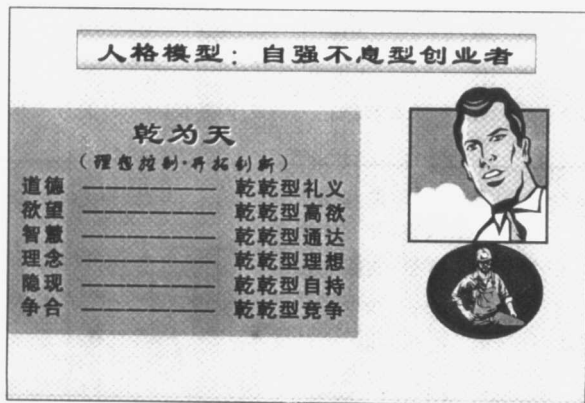 人格模型：自强不息型创业者
乾为天
（理想控制·开拓创新）
道德 —————— 乾乾型礼义
欲望 —————— 乾乾型高欲
智慧 —————— 乾乾型通达
理念 —————— 乾乾型理想
隐现 —————— 乾乾型自持
争合 —————— 乾乾型竞争